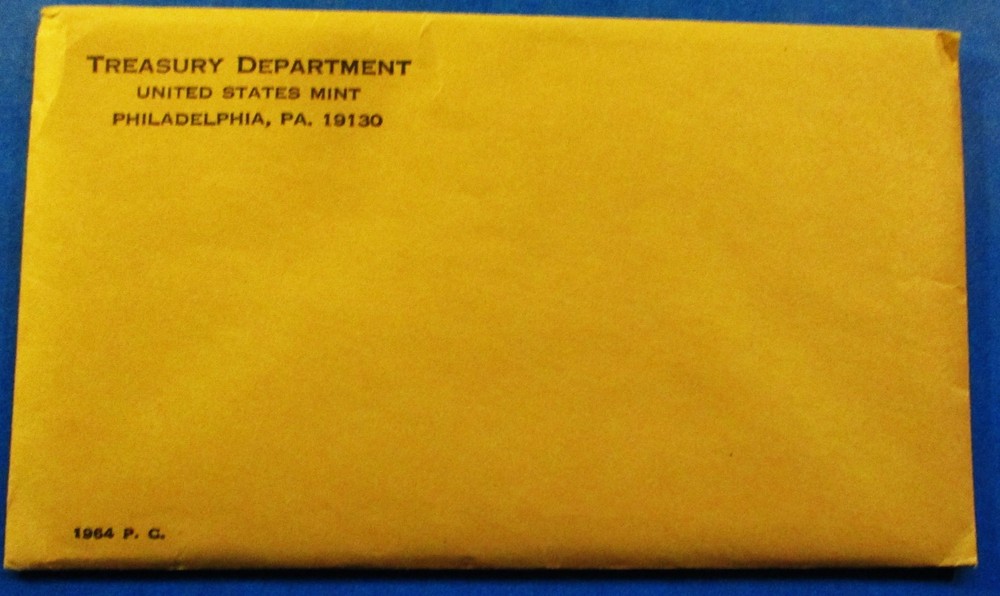 TREASURY DEPARTMENT
UNITED STATES MINT
PHILADELPHIA, PA. 19130
1964 P. C.